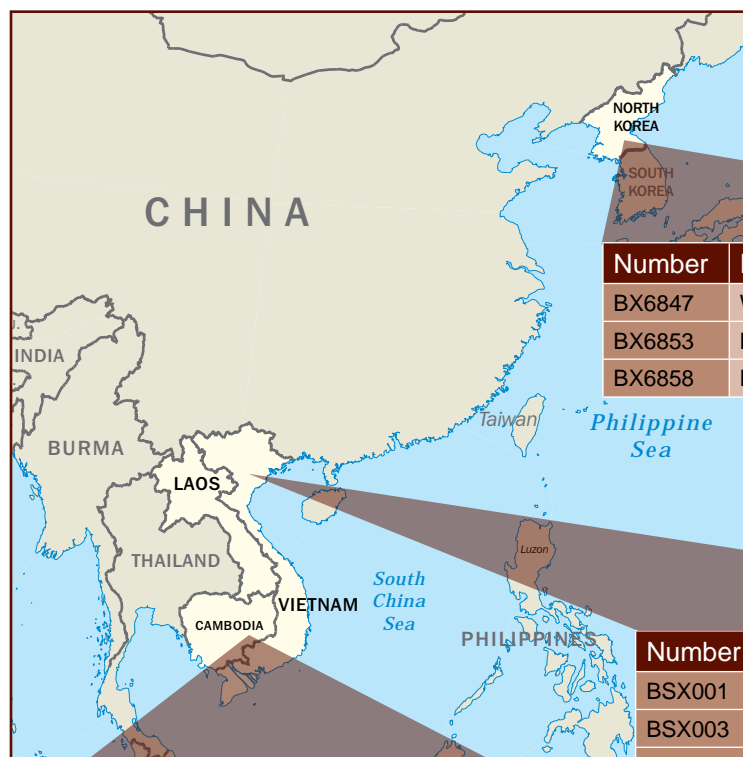 NORTH
KOREA
SOUTH
KOREA
CHINA
Number
BX6847
BX6853
BX6858
INDIA
BURMA
Taiwan
Philippine
Sea
LAOS
THAILAND
Luzon
South
China
Sea
VIETNAM
CAMBODIA
PHILIPPINES
Number
BSX001
BSX003